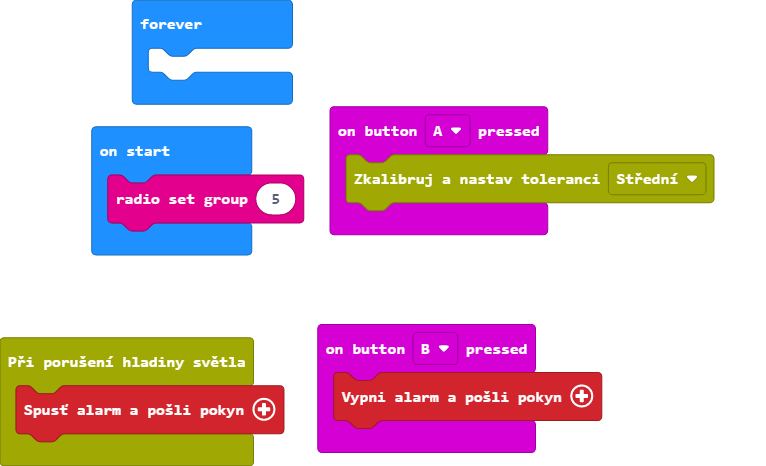 forever
on start
radio set group 5
on button A pressed
Zkalibruj a nastav toleranci Střední
Při porušení hladiny světla
Spusť alarm a pošli pokyn
on button B pressed
Vypni alarm a pošli pokyn